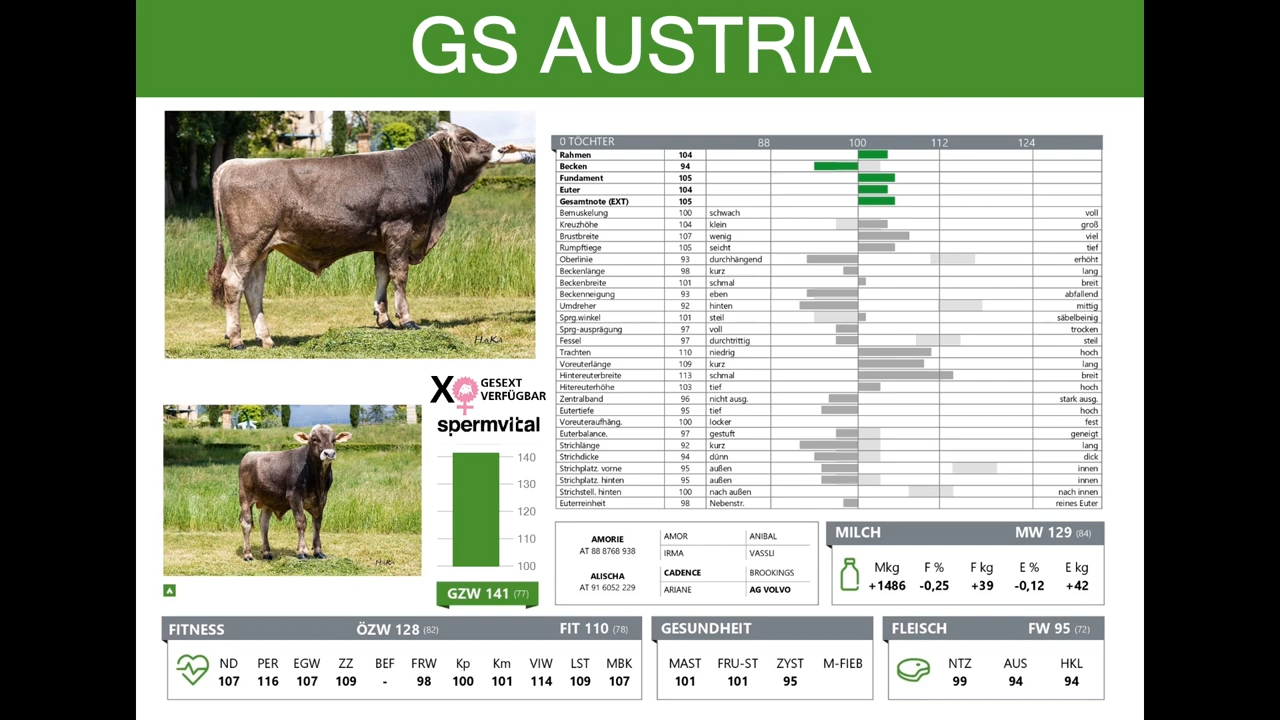 GS AUSTRIA
0 TÖCHTER 88 100 112 124
Rahmen 104
Becken 94
Fundament 105
Euter 104
Gesamtnote (EXT) 105
Bemuskelung 100 schwach voll
Kreuzhöhe 104 klein groß
Brustbreite 107 wenig viel
Rumpftiege 105 seicht tief
Oberlinie 93 durchhängend erhöht
Beckenlänge 98 kurz lang
Beckenbreite 101 schmal breit
Beckenneigung 93 eben abfallend
Umdreher 92 hinten mittig
Sprg.winkel 101 steil säbelbeinig
Sprg-ausprägung 97 voll trocken
Fessel 97 durchtrittig steil
Trachten 110 niedrig hoch
Voreuterlänge 109 kurz lang
Hintereuterbreite 113 schmal breit
Hitereuterhöhe 103 tief hoch
Zentralband 96 nicht ausg. stark ausg.
Eutertiefe 95 tief hoch
Voreuteraufhäng. 100 locker fest
Euterbalance. 97 gestuft geneigt
Strichlänge 92 kurz lang
Strichdicke 94 dünn dick
Strichplatz. vorne 95 außen innen
Strichplatz. hinten 95 außen innen
Strichstell. hinten 100 nach außen nach innen
Euterreinheit 98 Nebenstr. reines Euter
HaKa
X GESEXT
VERFÜGBAR
spermvital
140
130
120
110
100
GZW 141 (77)
HaKa
AMORIE
AT 88 8768 938
AMOR ANIBAL
IRMA VASSLI
ALISCHA
AT 91 6052 229
CADENCE BROOKINGS
ARIANE AG VOLVO
MILCH MW 129 (84)
Mkg F % F kg E % E kg
+1486 -0,25 +39 -0,12 +42
FITNESS ÖZW 128 (82) FIT 110 (78)
ND PER EGW ZZ BEF FRW Kp Km VIW LST MBK
107 116 107 109 - 98 100 101 114 109 107
GESUNDHEIT
MAST FRU-ST ZYST M-FIEB
101 101 95
FLEISCH FW 95 (72)
NTZ AUS HKL
99 94 94